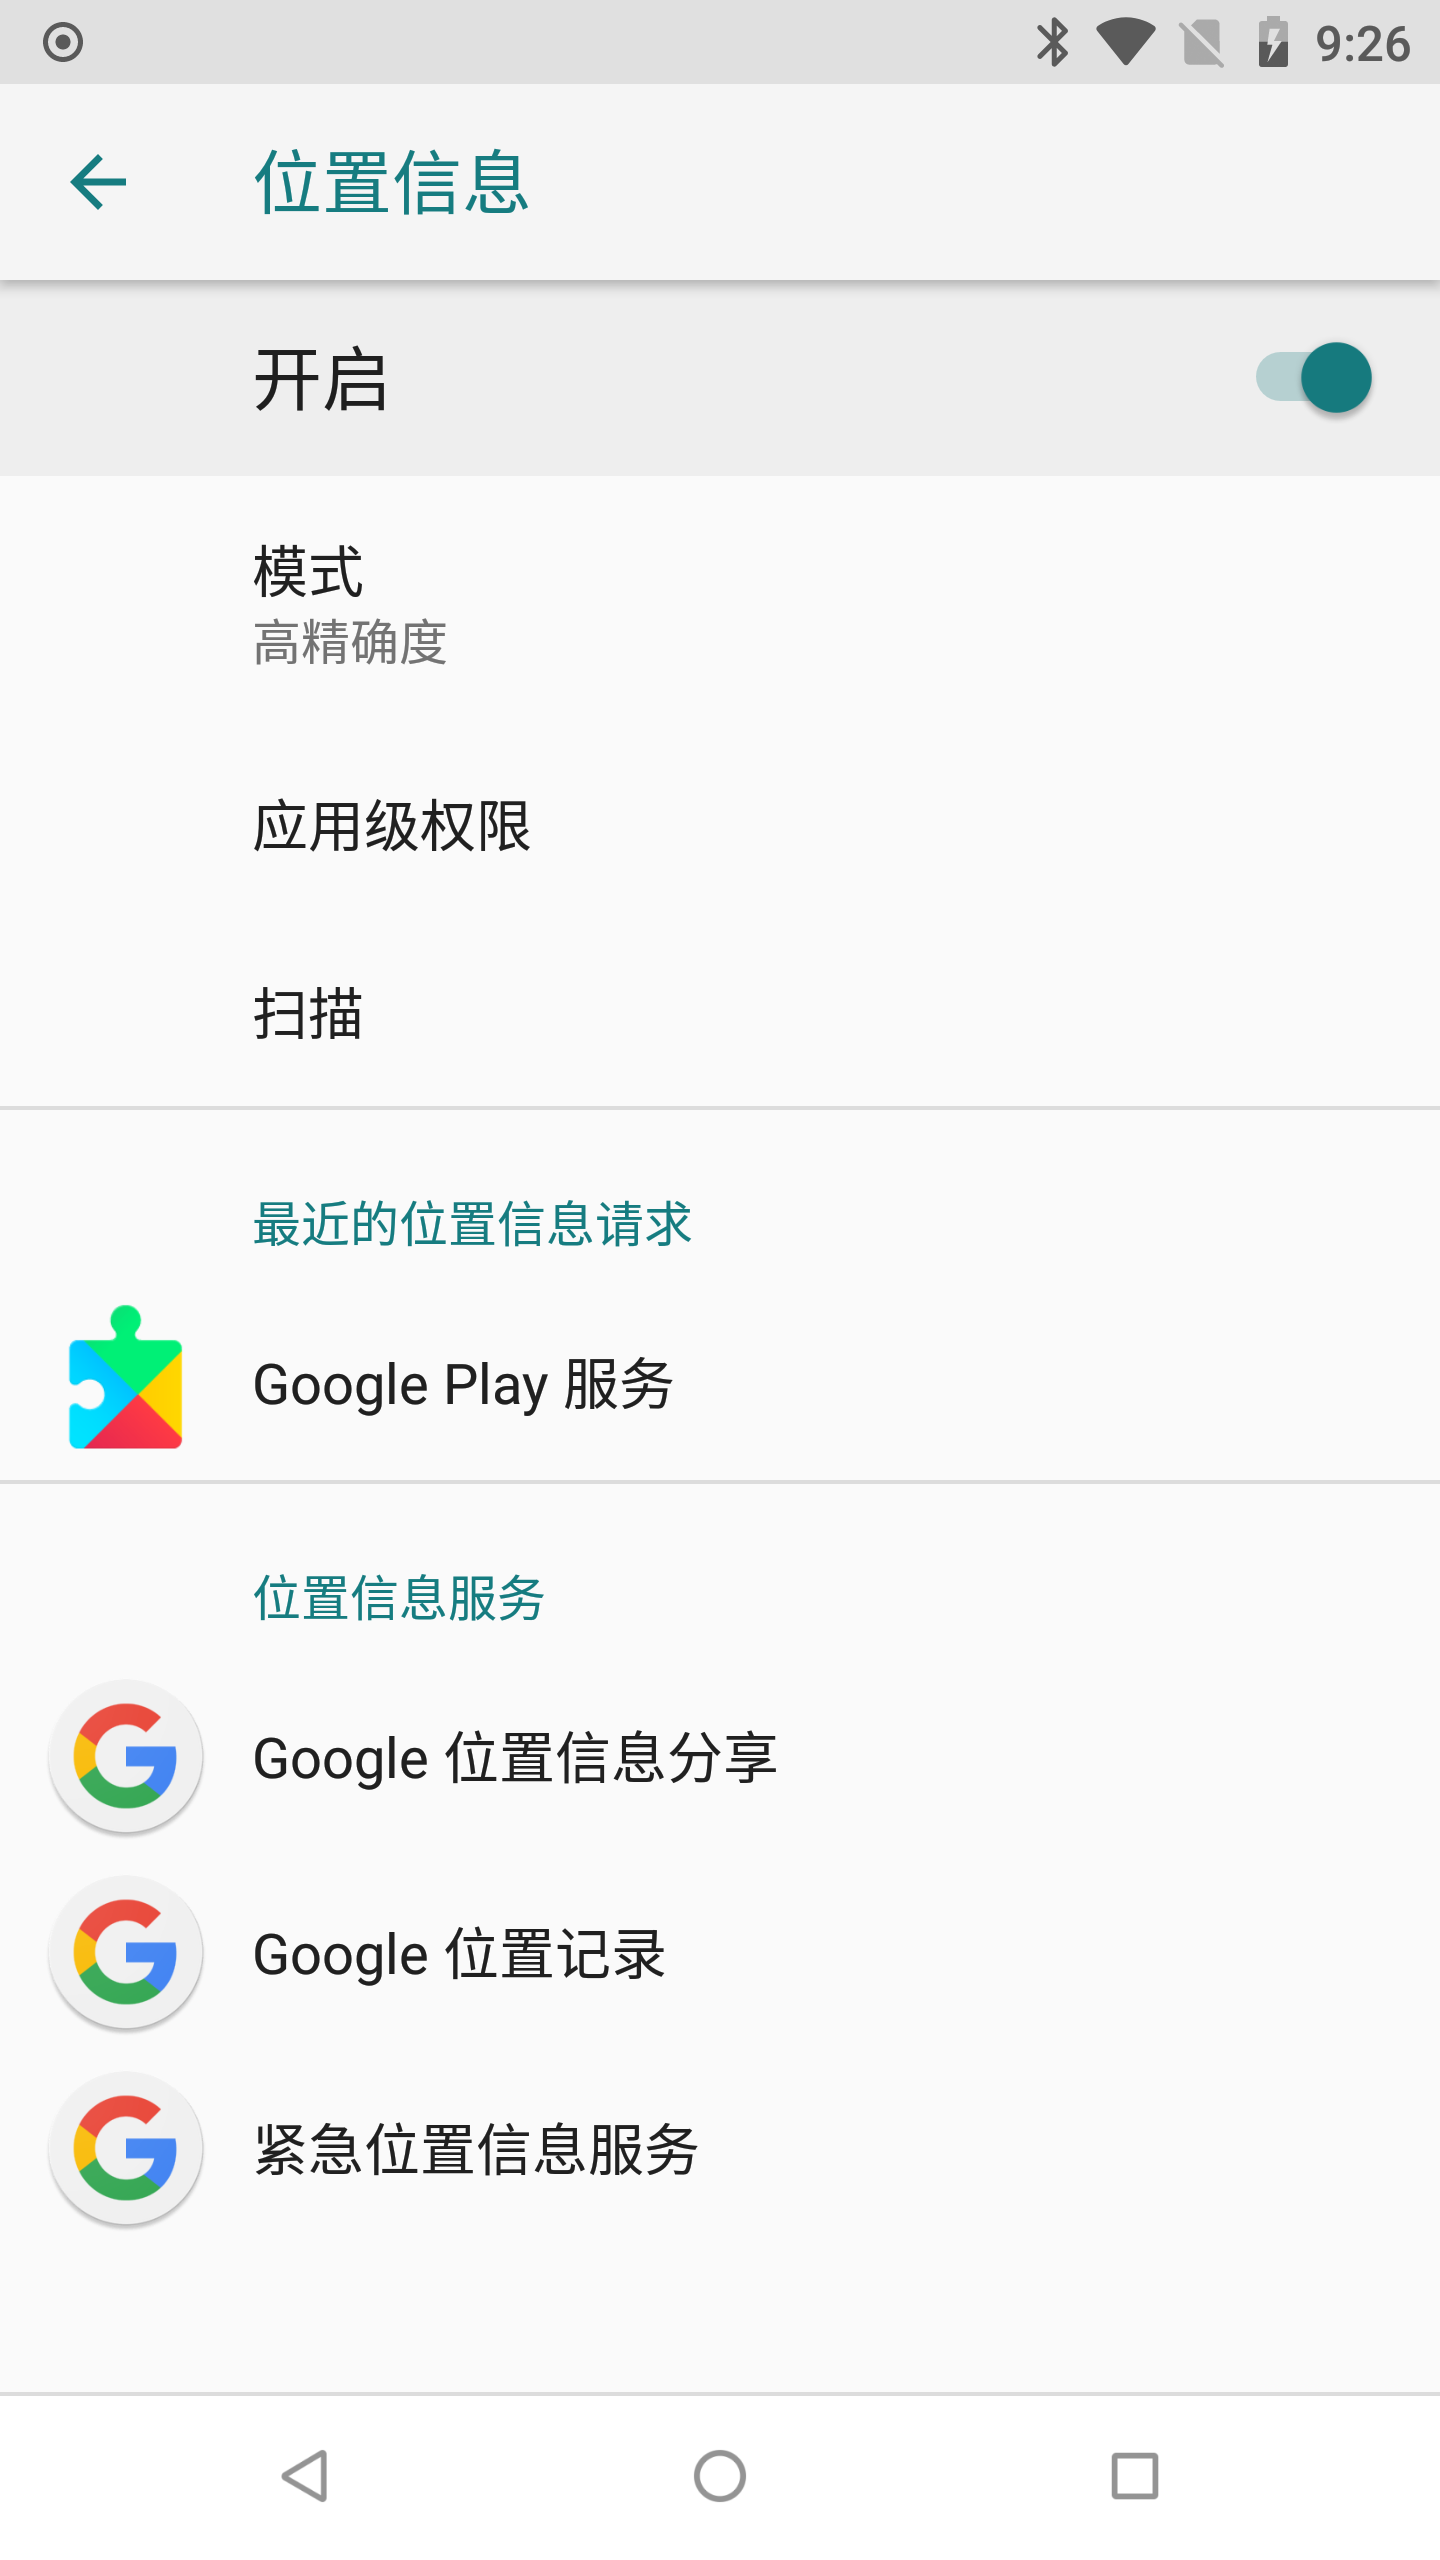 9:26
位置信息
开启
模式
高精确度
应用级权限
扫描
最近的位置信息请求
Google Play 服务
位置信息服务
Google 位置信息分享
Google 位置记录
紧急位置信息服务